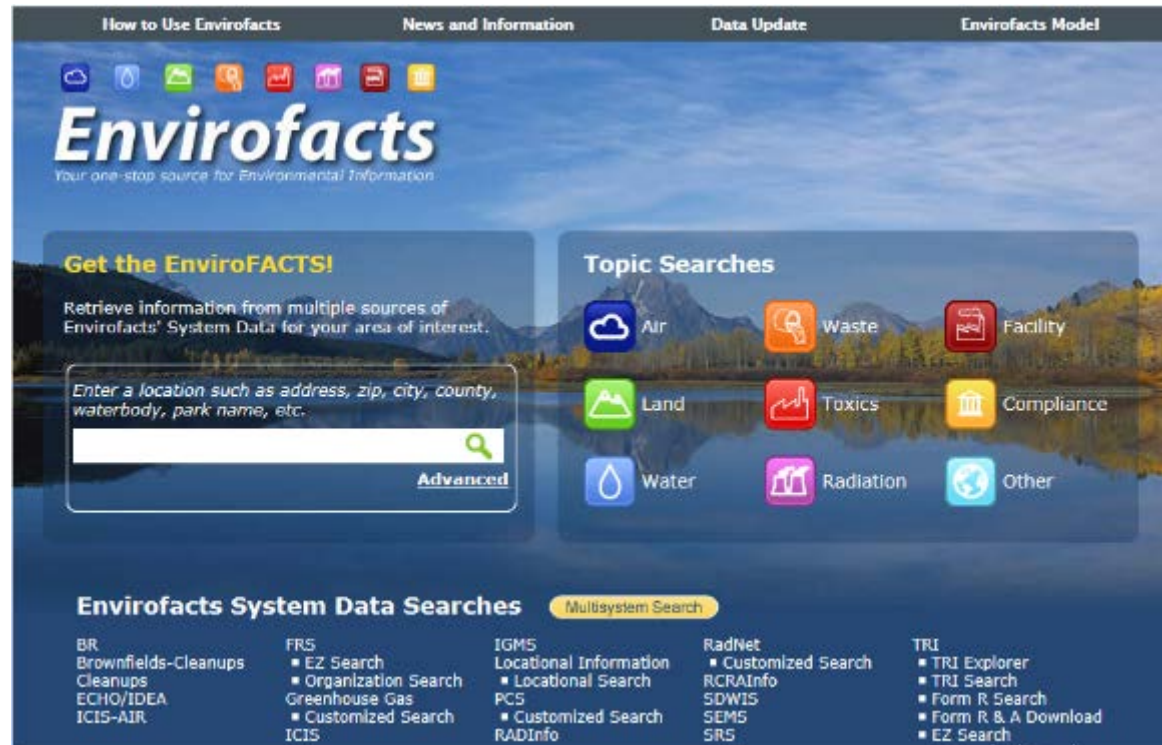 How to Use Envirofacts News and Information Data Update Envirofacts Model
Envirofacts
Your one-stop source for Environmental Information
Get the EnviroFACTS!
Retrieve information from multiple sources of
Envirofacts' System Data for your area of interest.
Enter a location such as address, zip, city, county,
waterbody, park name, etc.
Advanced
Topic Searches
Air Waste Facility
Land Toxics Compliance
Water Radiation Other
Envirofacts System Data Searches Multisystem Search
BR
Brownfields-Cleanups
Cleanups
ECHO/IDEA
ICIS-AIR
FRS
▪ EZ Search
▪ Organization Search
Greenhouse Gas
▪ Customized Search
ICIS
IGMS
Locational Information
▪ Locational Search
PCS
▪ Customized Search
RADInfo
RadNet
▪ Customized Search
RCRAInfo
SDWIS
SEMS
SRS
TRI
▪ TRI Explorer
▪ TRI Search
▪ Form R Search
▪ Form R & A Download
▪ EZ Search